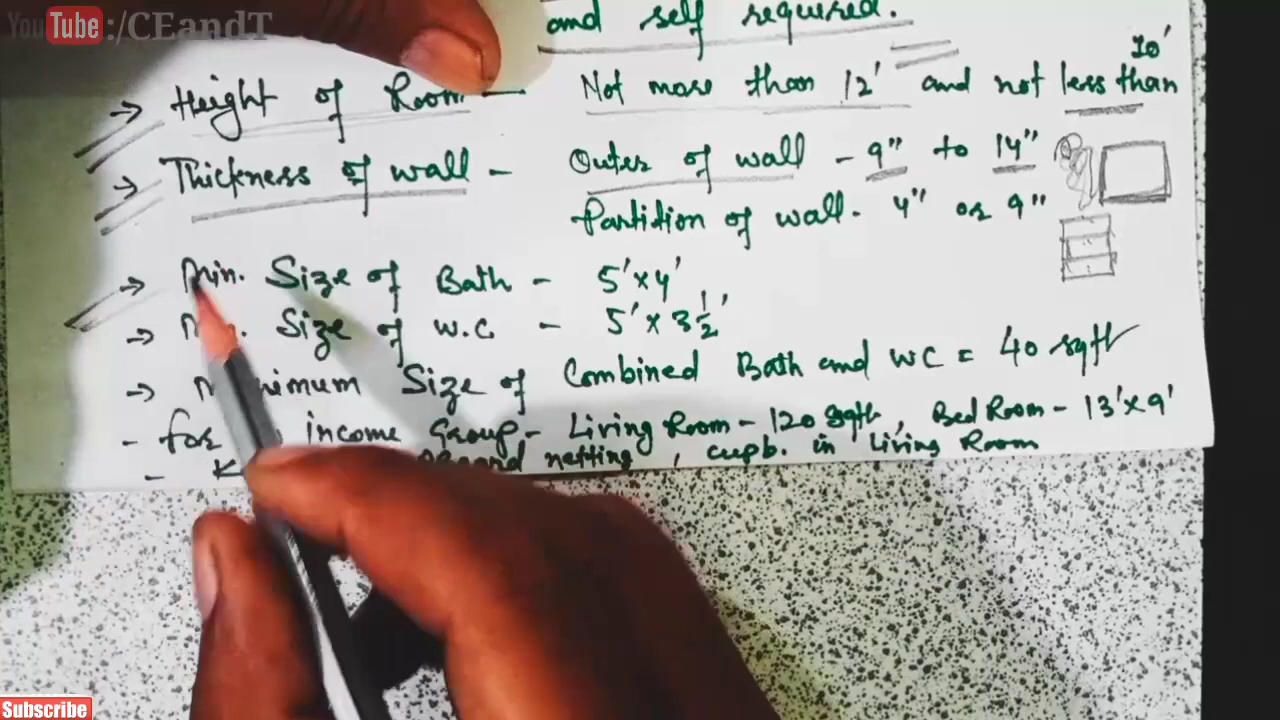 YouTube:/CEandT
and self required.
10'
→ Height of Room - Not more than 12' and not less than
→ Thickness of wall - Outer of wall - 9" to 14"
Partition of wall - 4" or 9"
→ Min. Size of Bath - 5'x4'
→ Size of W.C - 5'x3½'
→ Minimum Size of Combined Bath and WC = 40 sqft
- for income Group - Living Room - 120 sqft, Bed Room - 13'x9'
- netting, cupb. in Living Room
Subscribe